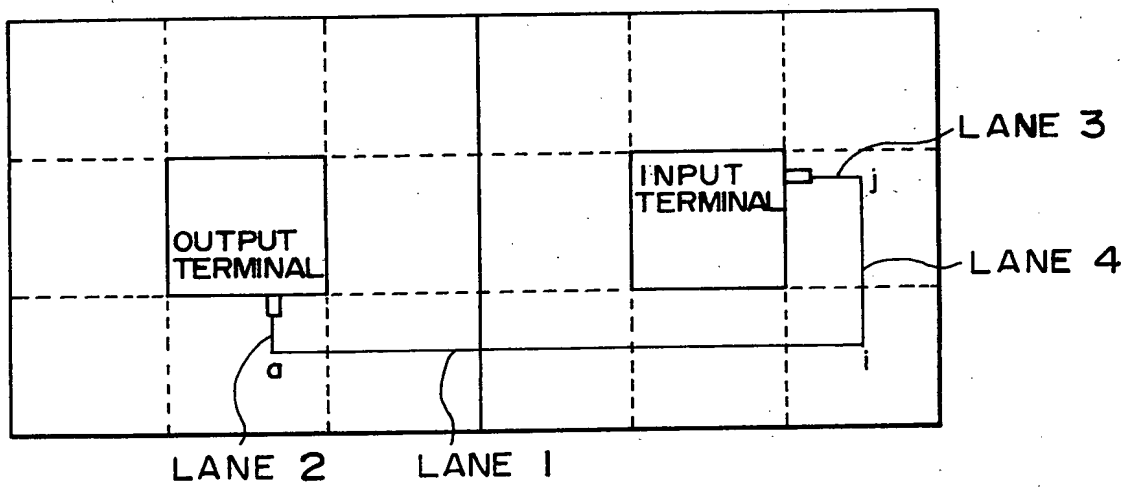 LANE 3
INPUT
TERMINAL
j
OUTPUT
TERMINAL
LANE 4
a
i
LANE 2
LANE 1